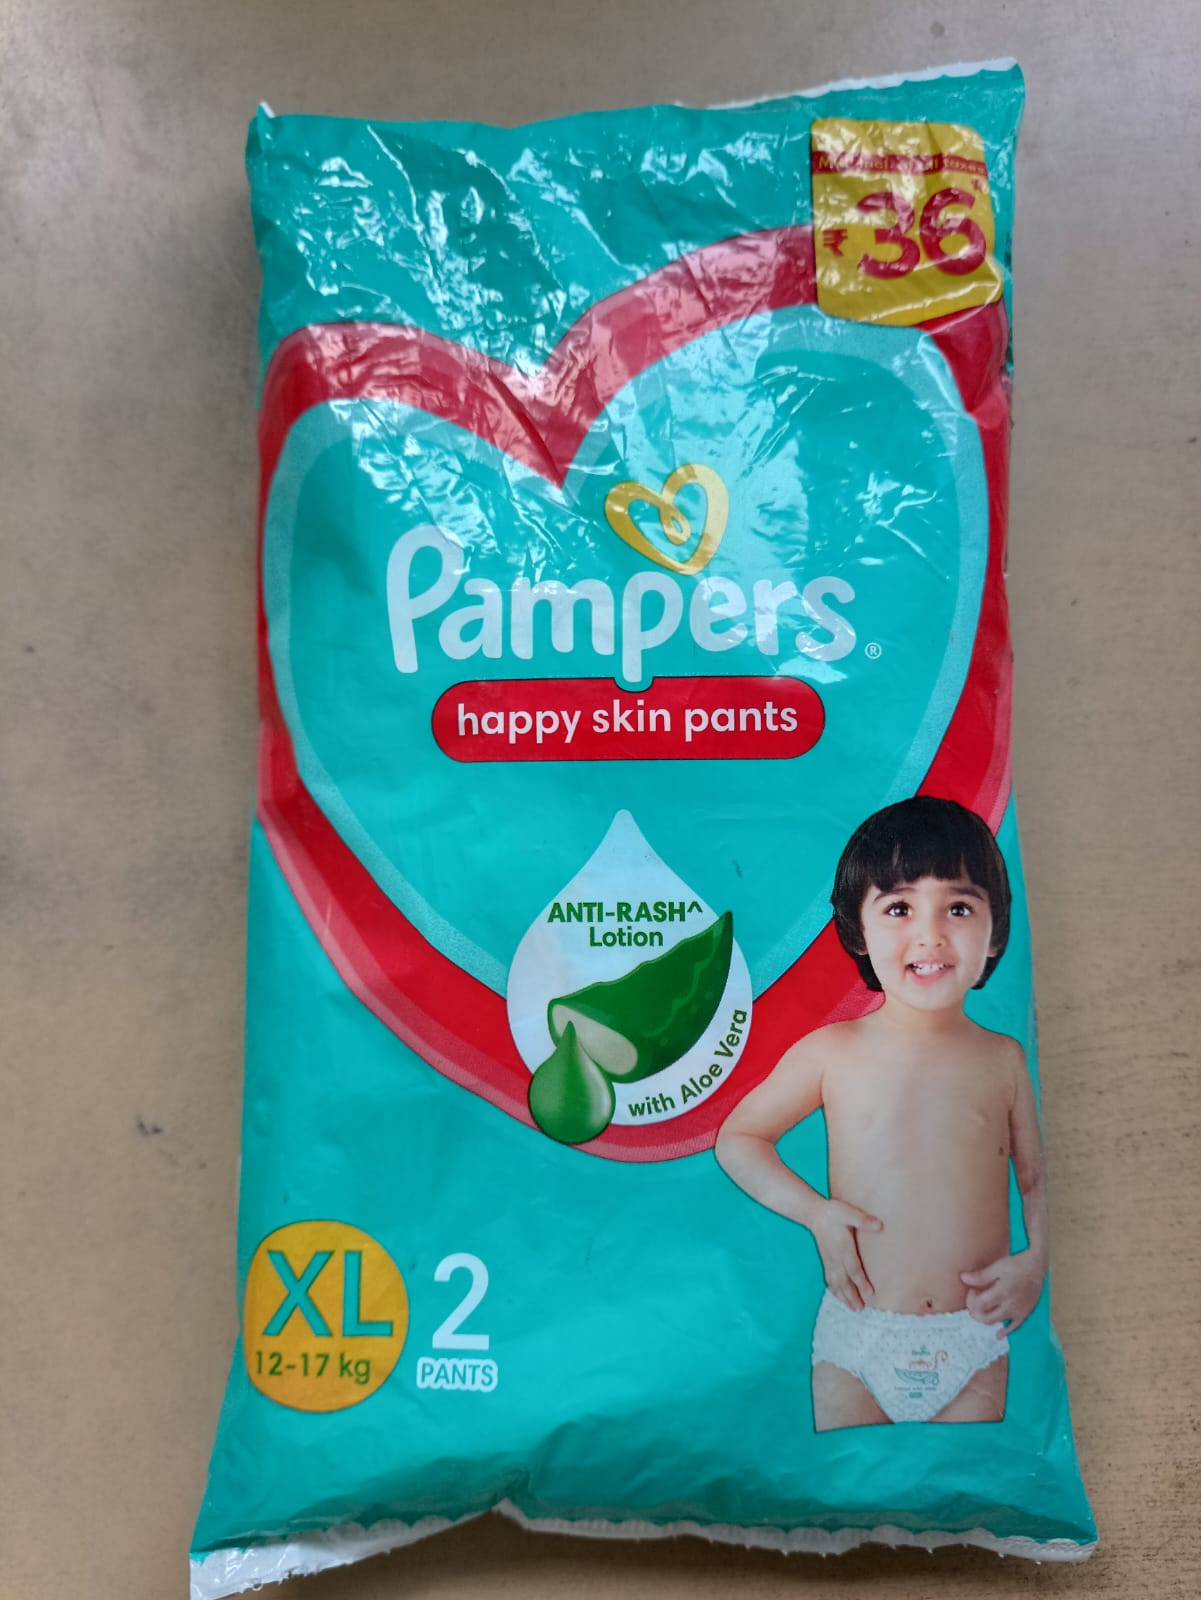 ₹36
Pampers®
happy skin pants
ANTI-RASH^
Lotion
with Aloe Vera
XL
12-17 kg
2
PANTS